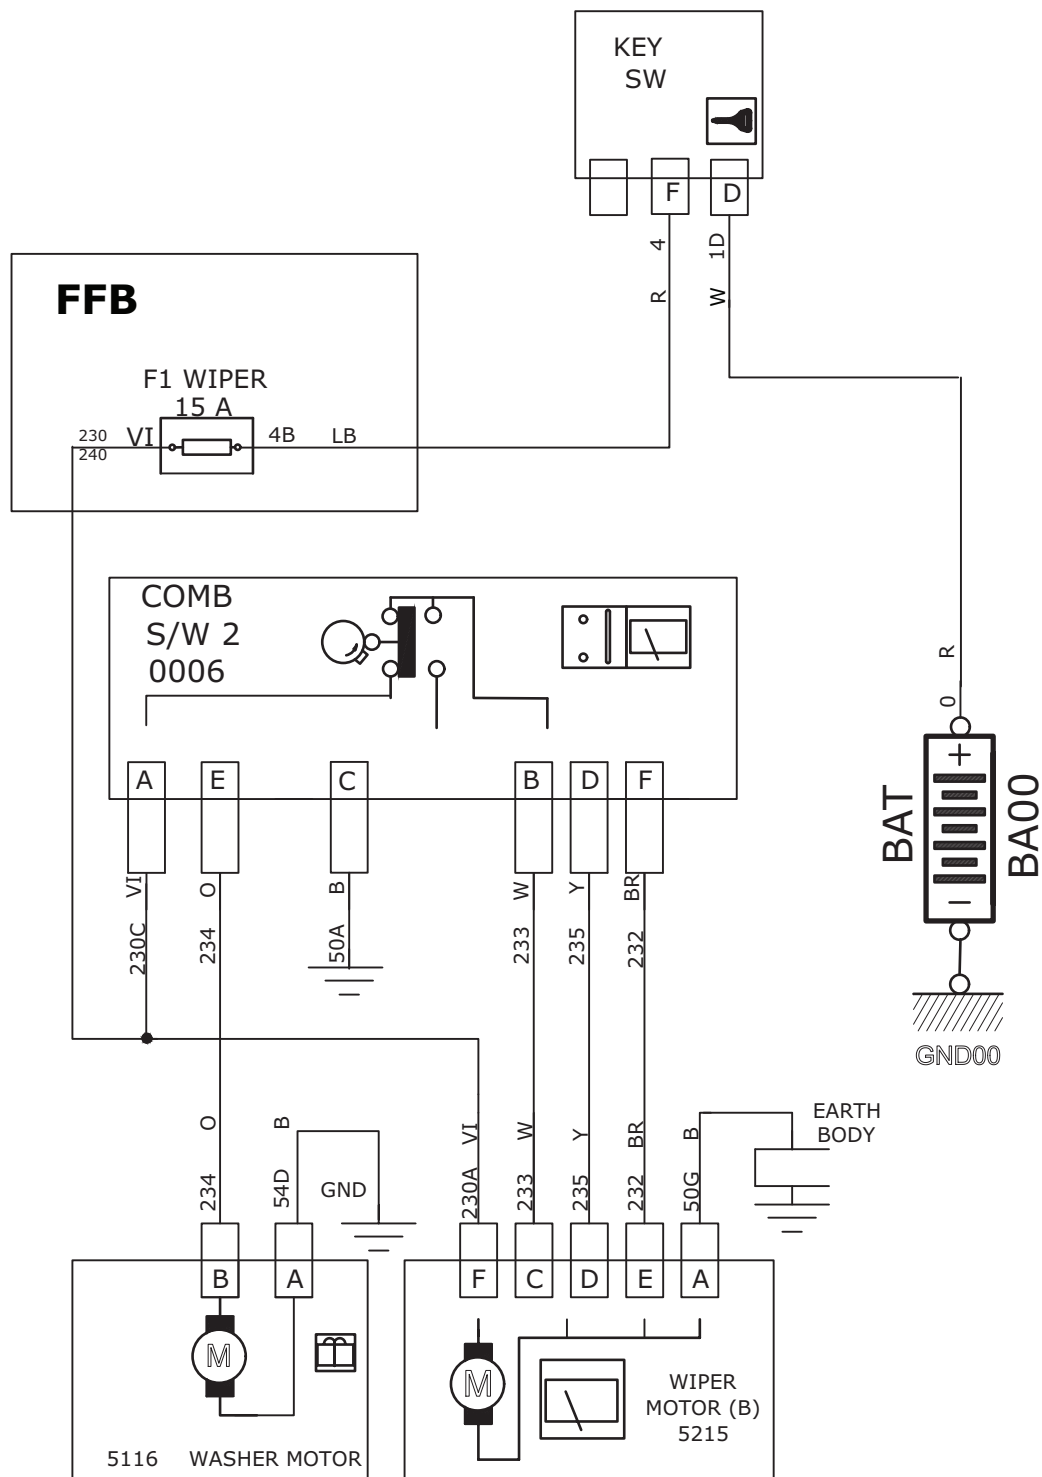 KEY
SW
F
D
4
1D
R
W
FFB
F1 WIPER
15 A
230
240
VI
4B
LB
COMB
S/W 2
0006
A
E
C
B
D
F
VI
O
B
W
Y
BR
230C
234
50A
233
235
232
R
0
+
BAT
BA00
−
GND00
O
B
VI
W
Y
BR
B
234
54D
GND
230A
233
235
232
50G
EARTH
BODY
B
A
F
C
D
E
A
M
M
WIPER
MOTOR (B)
5215
5116 WASHER MOTOR